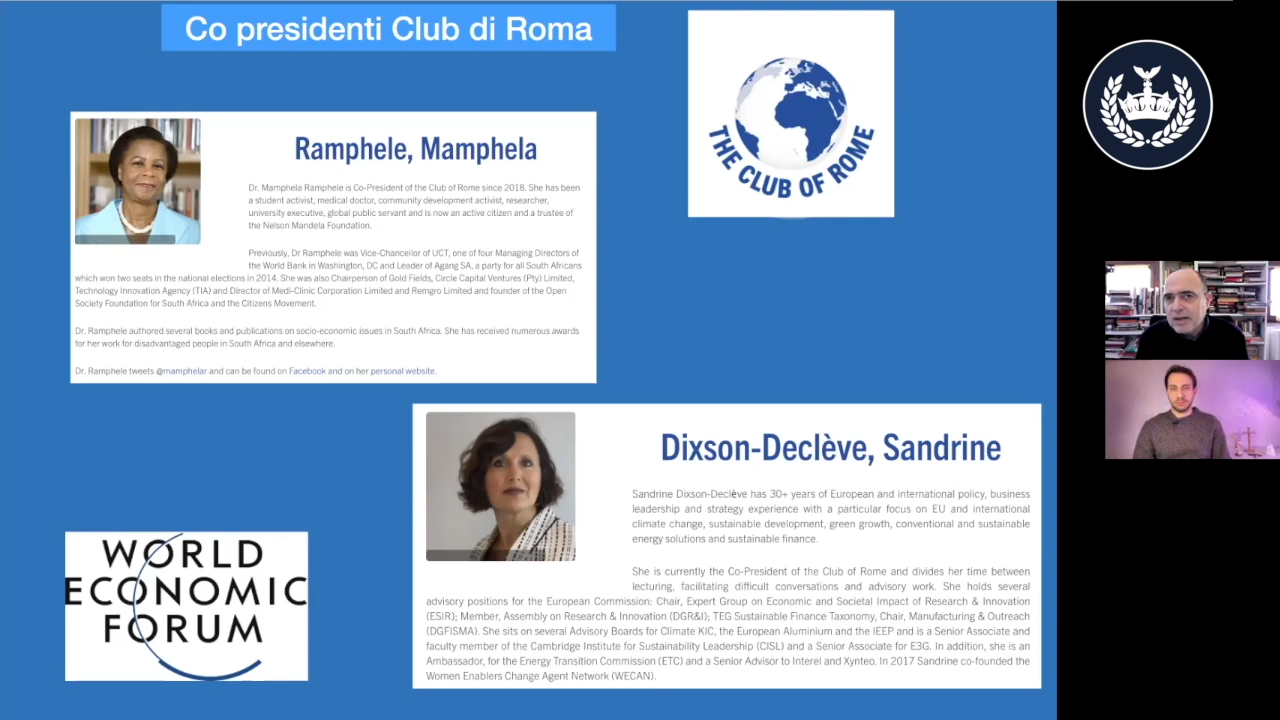 Co presidenti Club di Roma
THE CLUB OF ROME
Ramphele, Mamphela
Dr. Mamphela Ramphele is Co-President of the Club of Rome since 2018. She has been
a student activist, medical doctor, community development activist, researcher,
university executive, global public servant and is now an active citizen and a trustee of
the Nelson Mandela Foundation.
Previously, Dr Ramphele was Vice-Chancellor of UCT, one of four Managing Directors of
the World Bank in Washington, DC and Leader of Agang SA, a party for all South Africans
which won two seats in the national elections in 2014. She was also Chairperson of Gold Fields, Circle Capital Ventures (Pty) Limited,
Technology Innovation Agency (TIA) and Director of Medi-Clinic Corporation Limited and Remgro Limited and founder of the Open
Society Foundation for South Africa and the Citizens Movement.
Dr. Ramphele authored several books and publications on socio-economic issues in South Africa. She has received numerous awards
for her work for disadvantaged people in South Africa and elsewhere.
Dr. Ramphele tweets @mamphelar and can be found on Facebook and on her personal website.
Dixson-Declève, Sandrine
Sandrine Dixson-Declève has 30+ years of European and international policy, business
leadership and strategy experience with a particular focus on EU and international
climate change, sustainable development, green growth, conventional and sustainable
energy solutions and sustainable finance.
She is currently the Co-President of the Club of Rome and divides her time between
lecturing, facilitating difficult conversations and advisory work. She holds several
advisory positions for the European Commission: Chair, Expert Group on Economic and Societal Impact of Research & Innovation
(ESIR); Member, Assembly on Research & Innovation (DGR&I); TEG Sustainable Finance Taxonomy, Chair, Manufacturing & Outreach
(DGFISMA). She sits on several Advisory Boards for Climate KIC, the European Aluminium and the IEEP and is a Senior Associate and
faculty member of the Cambridge Institute for Sustainability Leadership (CISL) and a Senior Associate for E3G. In addition, she is an
Ambassador, for the Energy Transition Commission (ETC) and a Senior Advisor to Interel and Xynteo. In 2017 Sandrine co-founded the
Women Enablers Change Agent Network (WECAN).
WORLD
ECONOMIC
FORUM